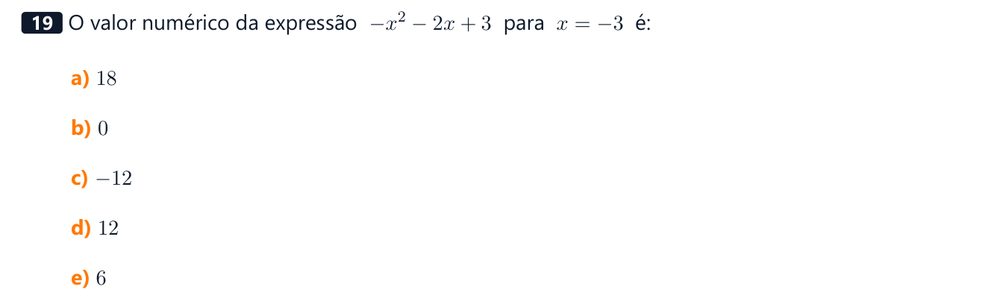 19 O valor numérico da expressão −x² − 2x + 3 para x = −3 é:
a) 18
b) 0
c) −12
d) 12
e) 6